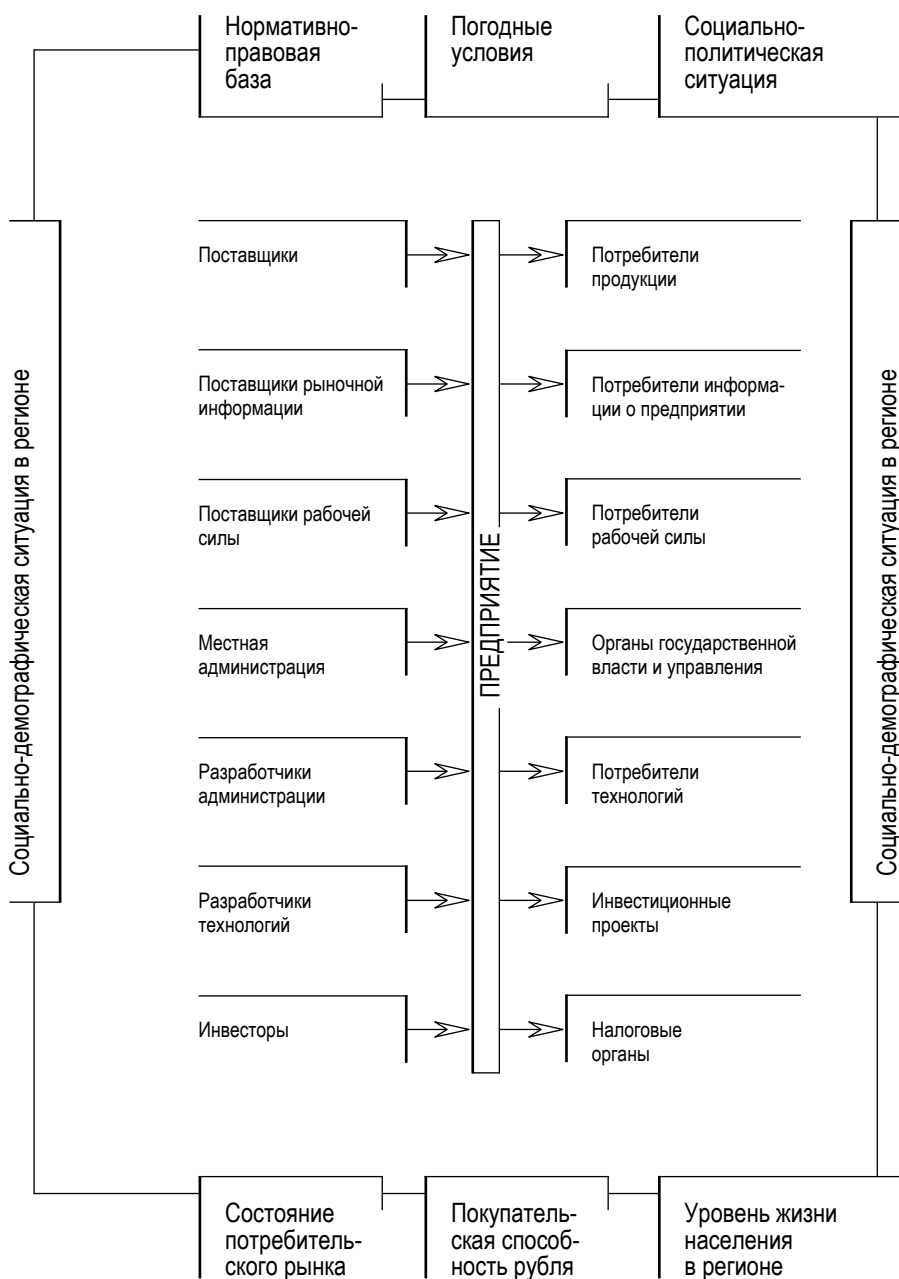 Нормативно-
правовая
база
Погодные
условия
Социально-
политическая
ситуация
Социально-демографическая ситуация в регионе
Поставщики
Поставщики рыночной
информации
Поставщики рабочей
силы
Местная
администрация
Разработчики
администрации
Разработчики
технологий
Инвесторы
ПРЕДПРИЯТИЕ
Потребители
продукции
Потребители информа-
ции о предприятии
Потребители
рабочей силы
Органы государственной
власти и управления
Потребители
технологий
Инвестиционные
проекты
Налоговые
органы
Социально-демографическая ситуация в регионе
Состояние
потребитель-
ского рынка
Покупатель-
ская способ-
ность рубля
Уровень жизни
населения
в регионе